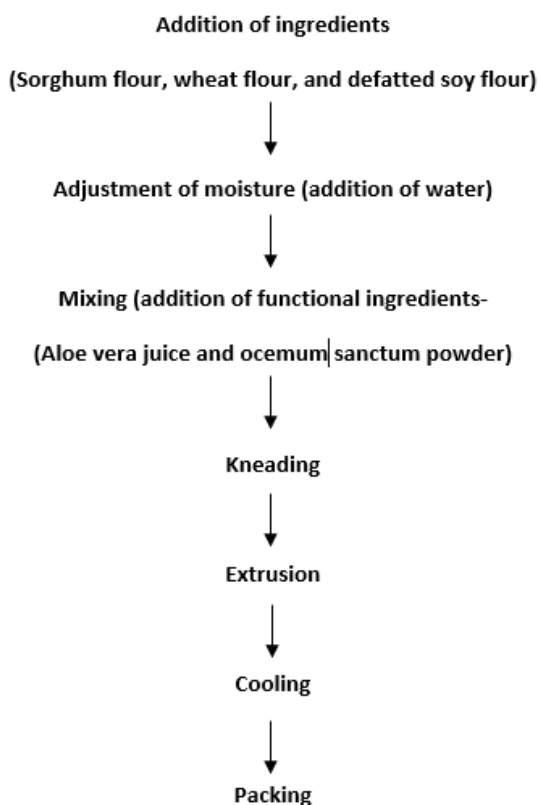 Addition of ingredients
(Sorghum flour, wheat flour, and defatted soy flour)
Adjustment of moisture (addition of water)
Mixing (addition of functional ingredients-
(Aloe vera juice and ocemum sanctum powder)
Kneading
Extrusion
Cooling
Packing